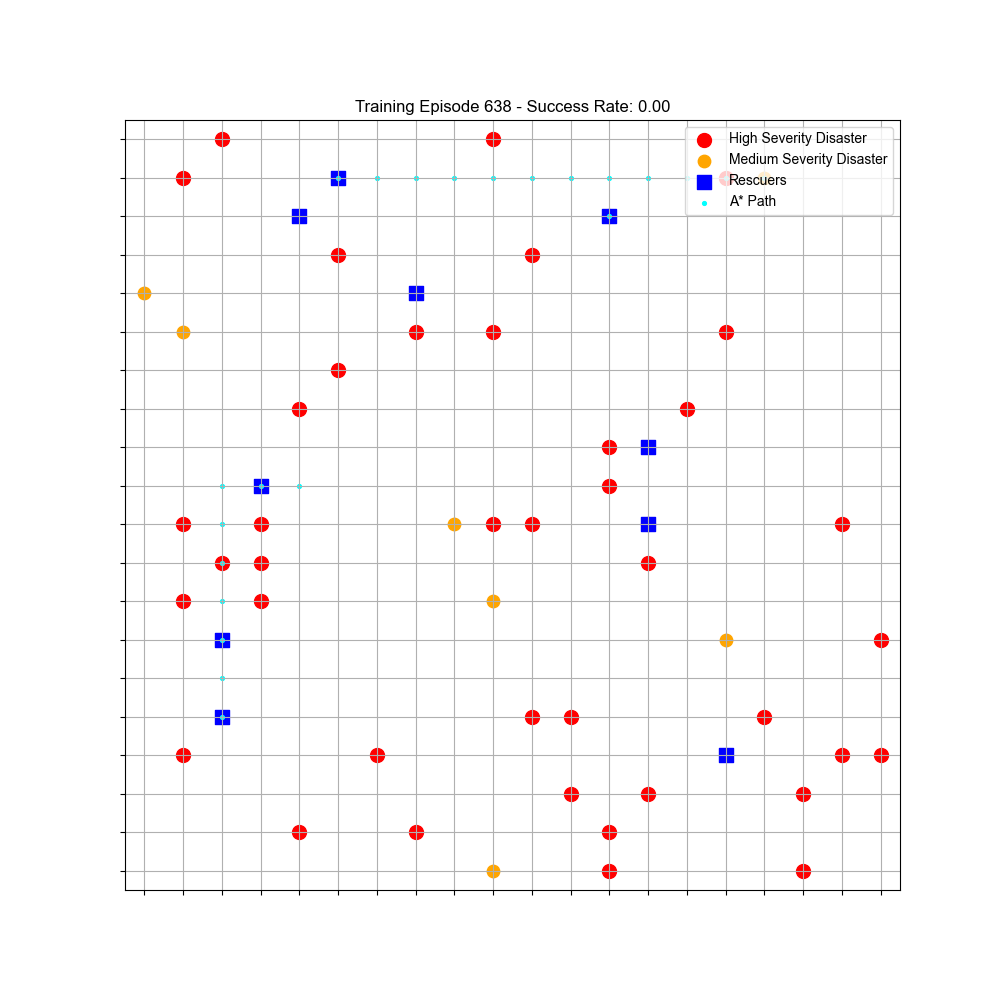 Training Episode 638 - Success Rate: 0.00
High Severity Disaster
Medium Severity Disaster
Rescuers
A* Path